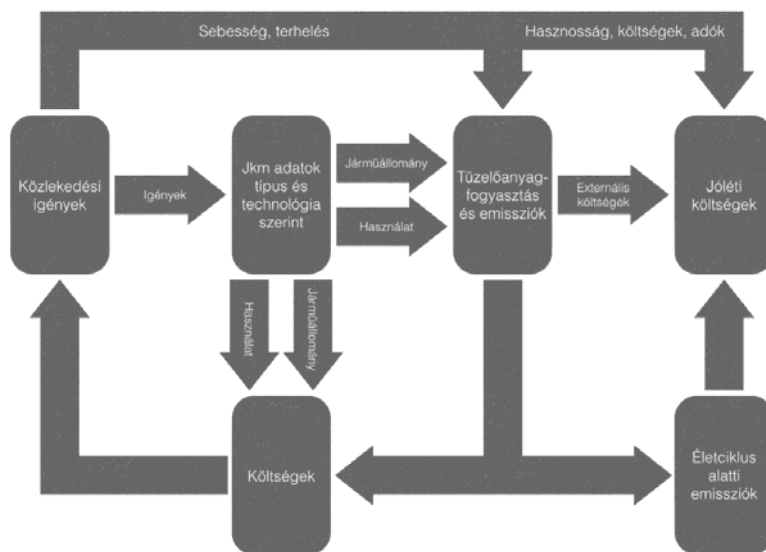 Sebesség, terhelés
Hasznosság, költségek, adók
Közlekedési
igények
Igények
Jkm adatok
típus és
technológia
szerint
Járműállomány
Használat
Tüzelőanyag-
fogyasztás
és emissziók
Externális
költségek
Jóléti
költségek
Használat
Járműállomány
Költségek
Életciklus
alatti
emissziók